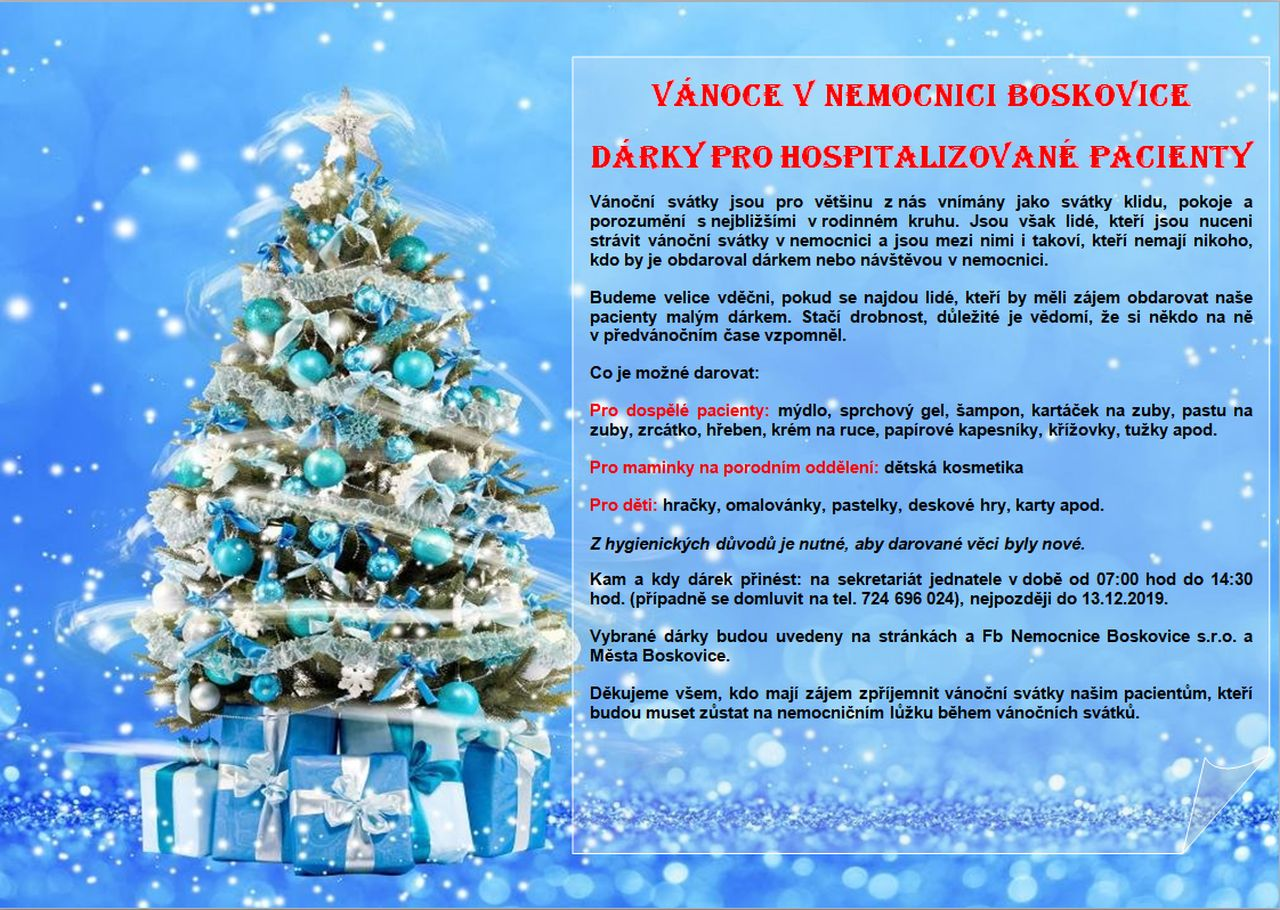 VÁNOCE V NEMOCNICI BOSKOVICE
DÁRKY PRO HOSPITALIZOVANÉ PACIENTY
Vánoční svátky jsou pro většinu z nás vnímány jako svátky klidu, pokoje a
porozumění s nejbližšími v rodinném kruhu. Jsou však lidé, kteří jsou nuceni
strávit vánoční svátky v nemocnici a jsou mezi nimi i takoví, kteří nemají nikoho,
kdo by je obdaroval dárkem nebo návštěvou v nemocnici.
Budeme velice vděčni, pokud se najdou lidé, kteří by měli zájem obdarovat naše
pacienty malým dárkem. Stačí drobnost, důležité je vědomí, že si někdo na ně
v předvánočním čase vzpomněl.
Co je možné darovat:
Pro dospělé pacienty: mýdlo, sprchový gel, šampon, kartáček na zuby, pastu na
zuby, zrcátko, hřeben, krém na ruce, papírové kapesníky, křížovky, tužky apod.
Pro maminky na porodním oddělení: dětská kosmetika
Pro děti: hračky, omalovánky, pastelky, deskové hry, karty apod.
Z hygienických důvodů je nutné, aby darované věci byly nové.
Kam a kdy dárek přinést: na sekretariát jednatele v době od 07:00 hod do 14:30
hod. (případně se domluvit na tel. 724 696 024), nejpozději do 13.12.2019.
Vybrané dárky budou uvedeny na stránkách a Fb Nemocnice Boskovice s.r.o. a
Města Boskovice.
Děkujeme všem, kdo mají zájem zpříjemnit vánoční svátky našim pacientům, kteří
budou muset zůstat na nemocničním lůžku během vánočních svátků.